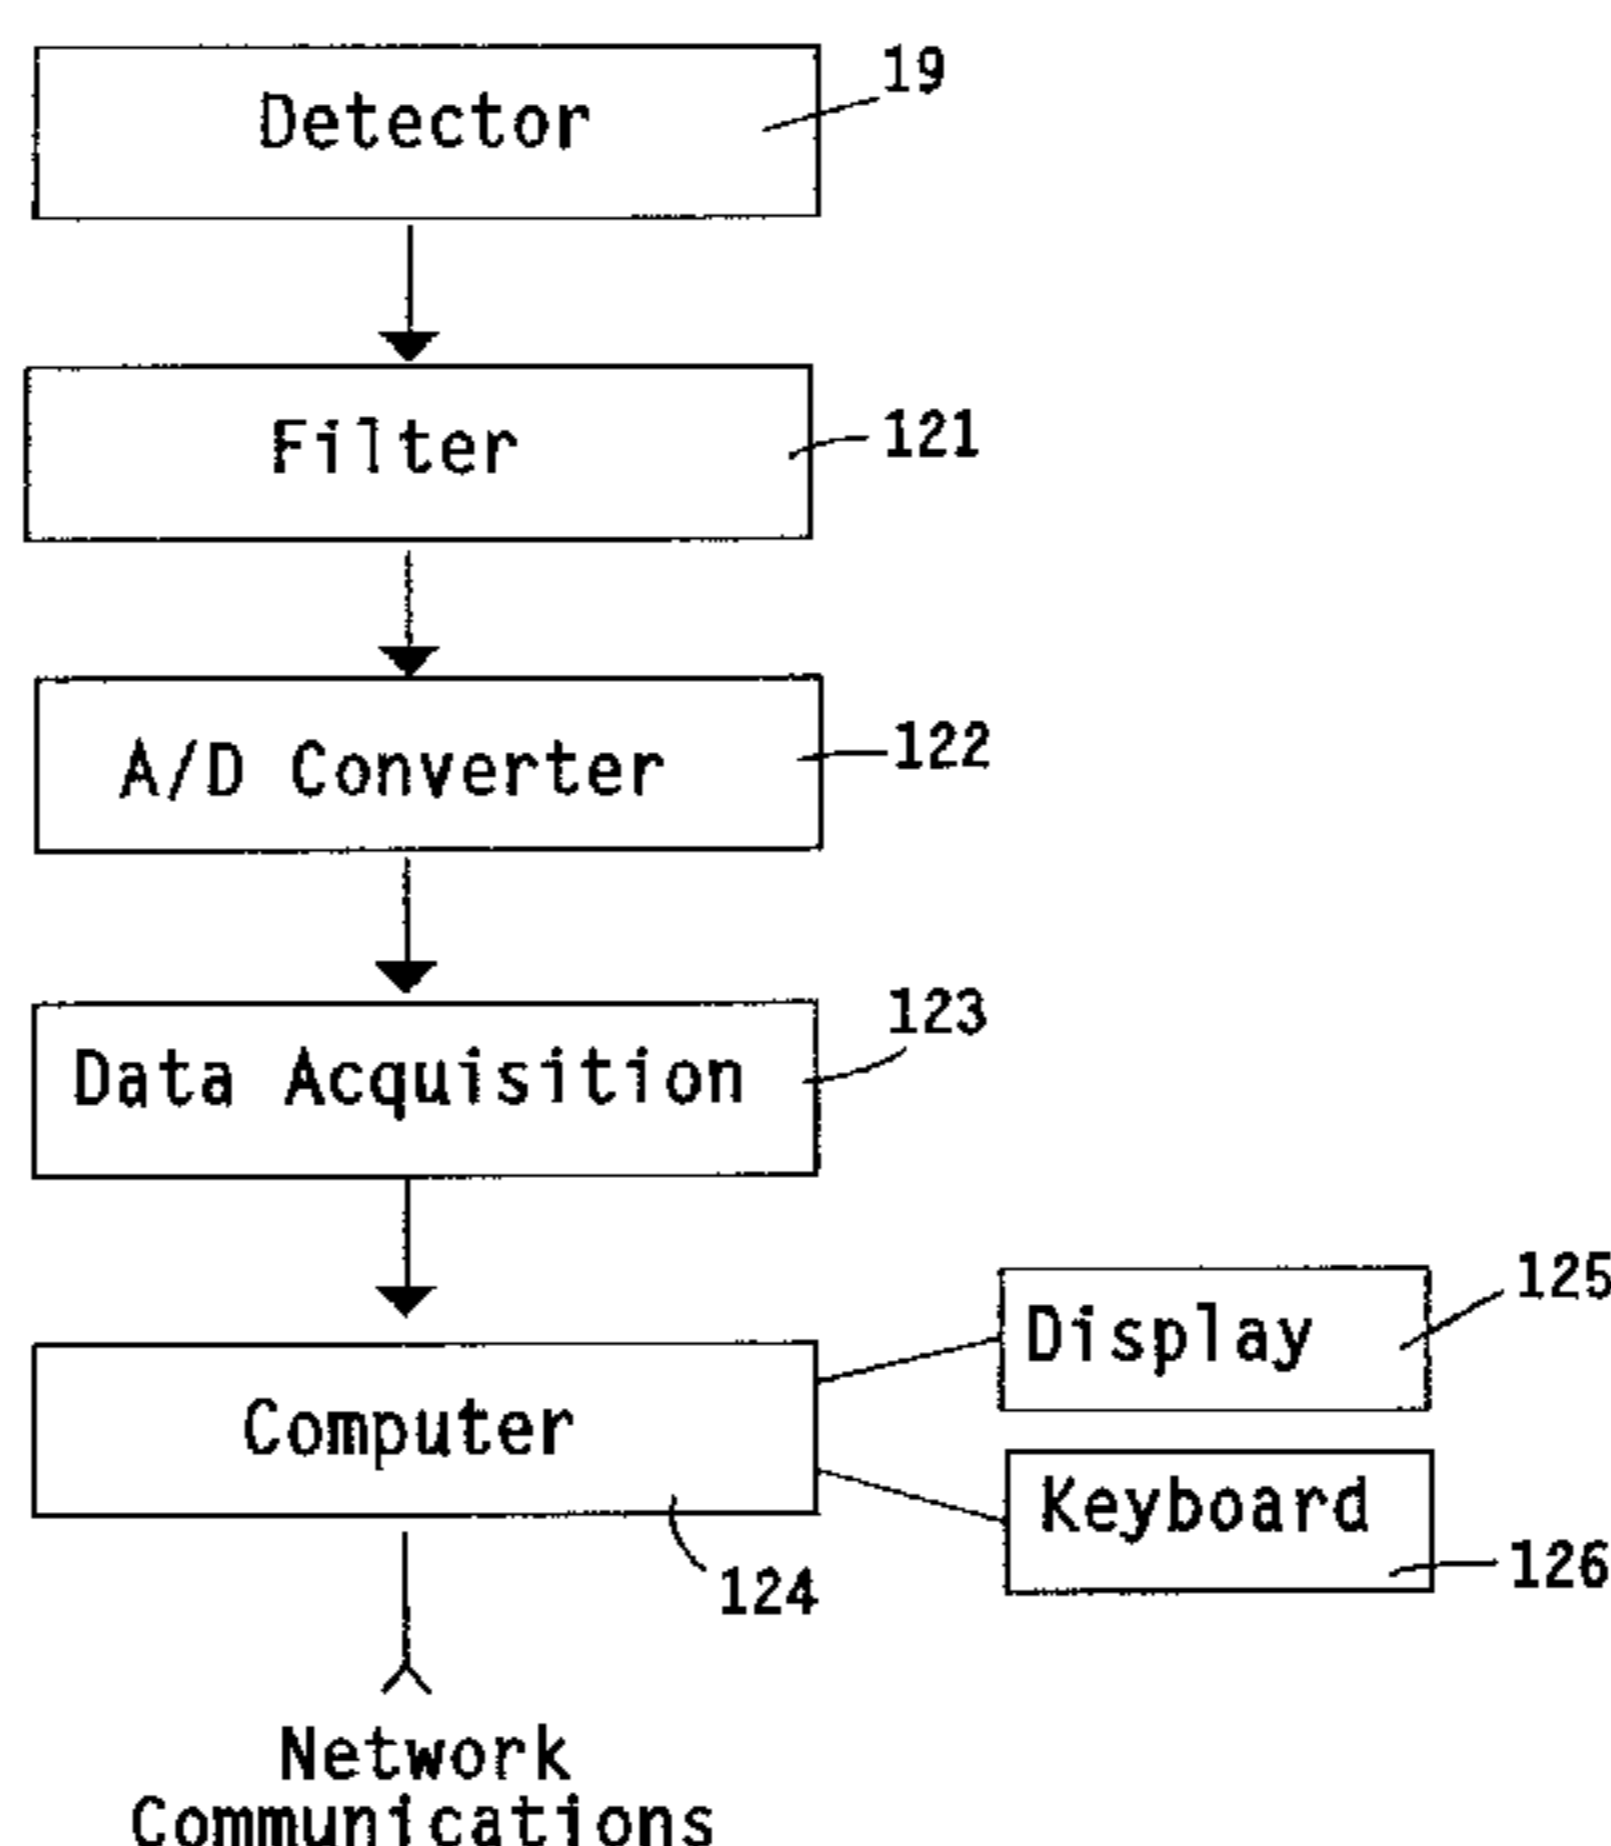 Detector
19
Filter
121
A/D Converter
122
Data Acquisition
123
Display
125
Computer
Keyboard
126
124
Network
Communications